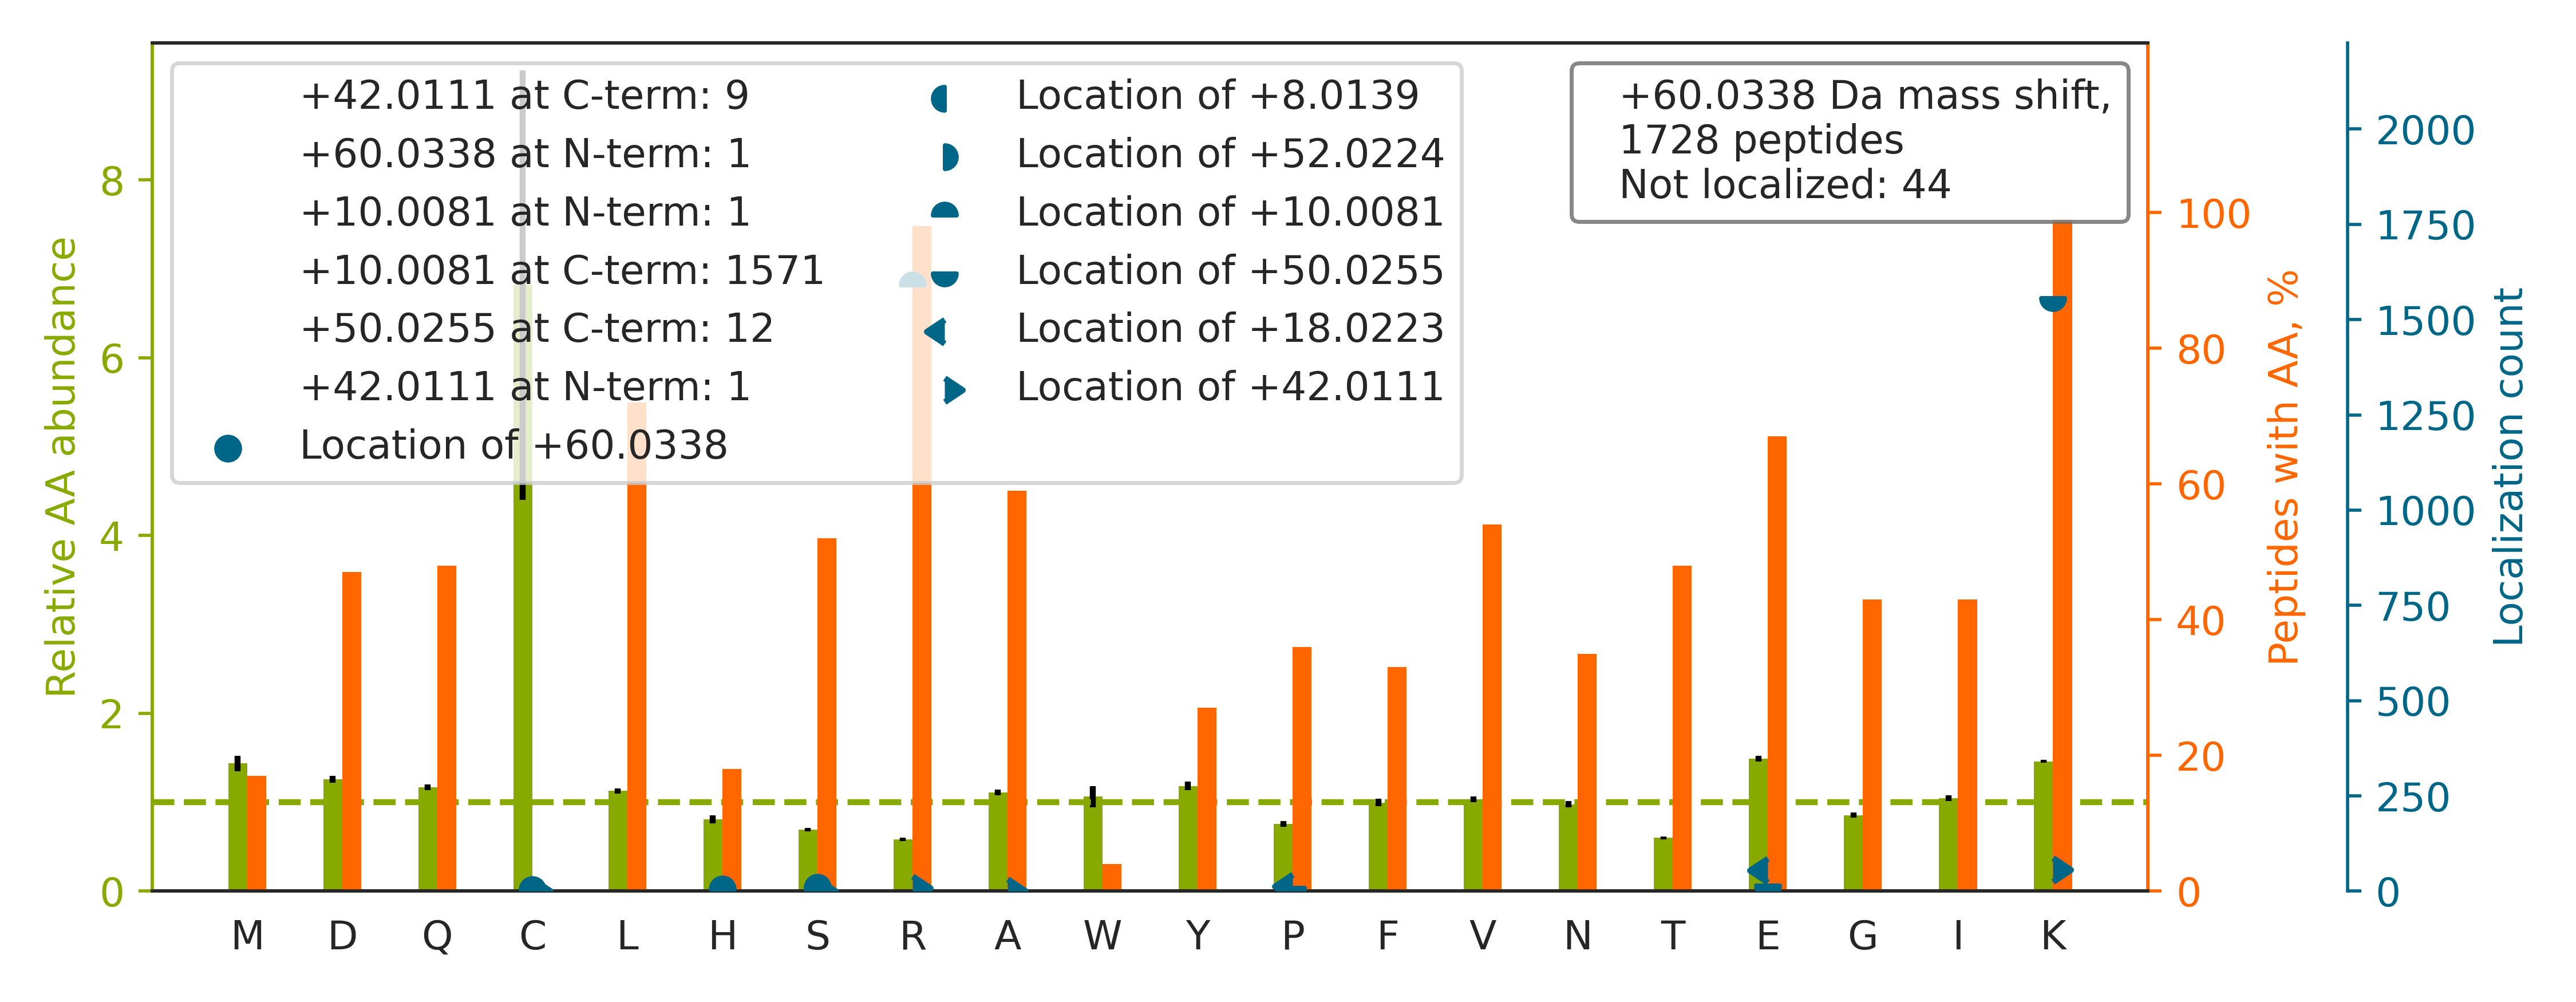 +42.0111 at C-term: 9
+60.0338 at N-term: 1
+10.0081 at N-term: 1
+10.0081 at C-term: 1571
+50.0255 at C-term: 12
+42.0111 at N-term: 1
Location of +60.0338
Location of +8.0139
Location of +52.0224
Location of +10.0081
Location of +50.0255
Location of +18.0223
Location of +42.0111
+60.0338 Da mass shift,
1728 peptides
Not localized: 44
Relative AA abundance
8
6
4
2
0
M D Q C L H S R A W Y P F V N T E G I K
100
80
60
40
20
0
Peptides with AA, %
2000
1750
1500
1250
1000
750
500
250
0
Localization count